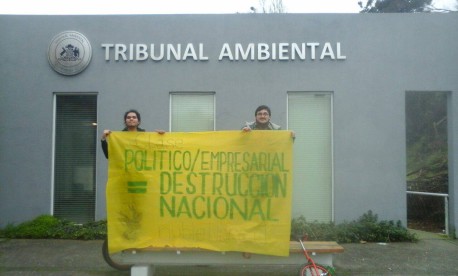 TRIBUNAL AMBIENTAL
POLITICO/EMPRESARIAL
= DESTRUCCION
NACIONAL